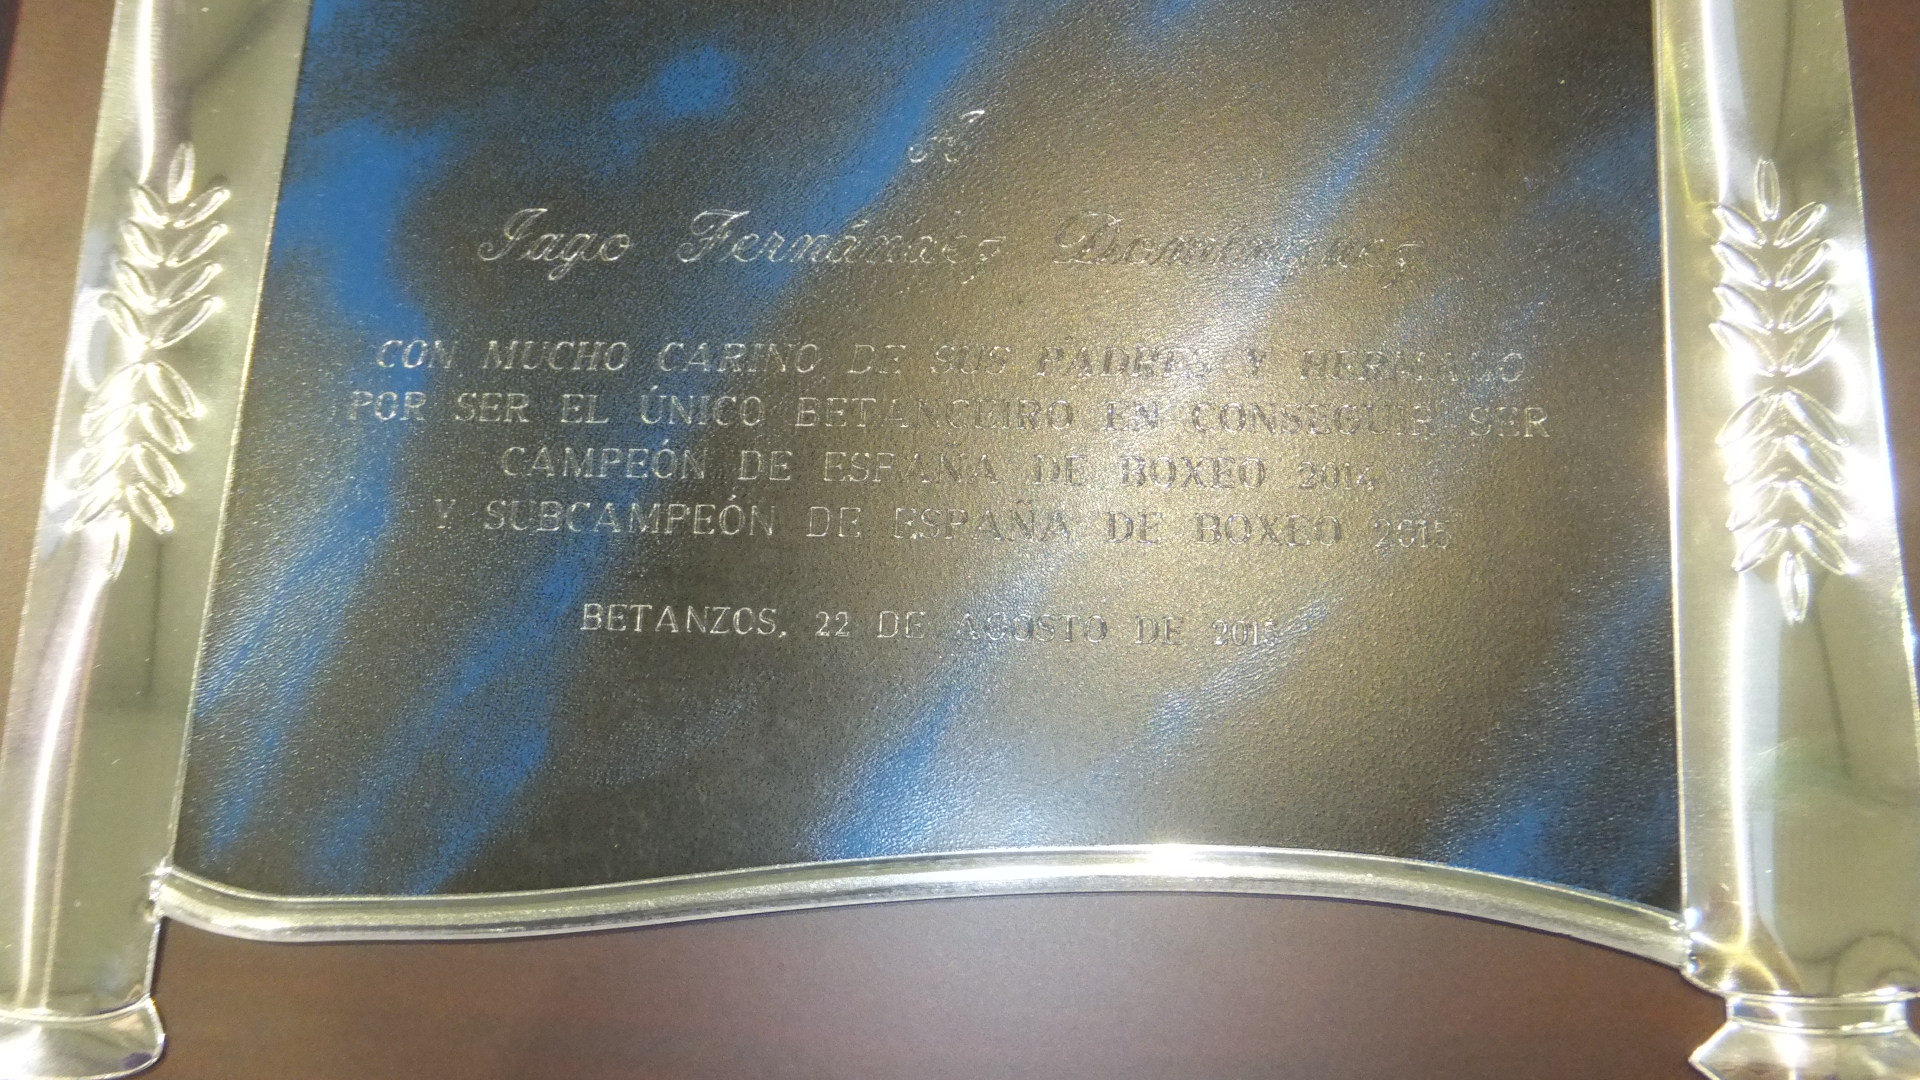 A
Iago Fernández Domínguez
CON MUCHO CARIÑO DE SUS PADRES Y HERMANO
POR SER EL ÚNICO BETANCEIRO EN CONSEGUIR SER
CAMPEÓN DE ESPAÑA DE BOXEO 2014
Y SUBCAMPEÓN DE ESPAÑA DE BOXEO 2015
BETANZOS, 22 DE AGOSTO DE 2015